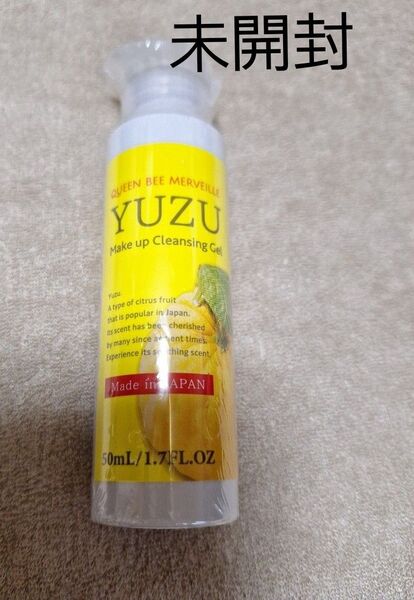 未開封
QUEEN BEE MERVEILLE
YUZU
Make up Cleansing Gel
Yuzu.
A type of citrus fruit
that is popular in Japan.
Its scent has been cherished
by many since ancient times.
Experience its soothing scent.
Made in JAPAN
50mL/1.7FL.OZ